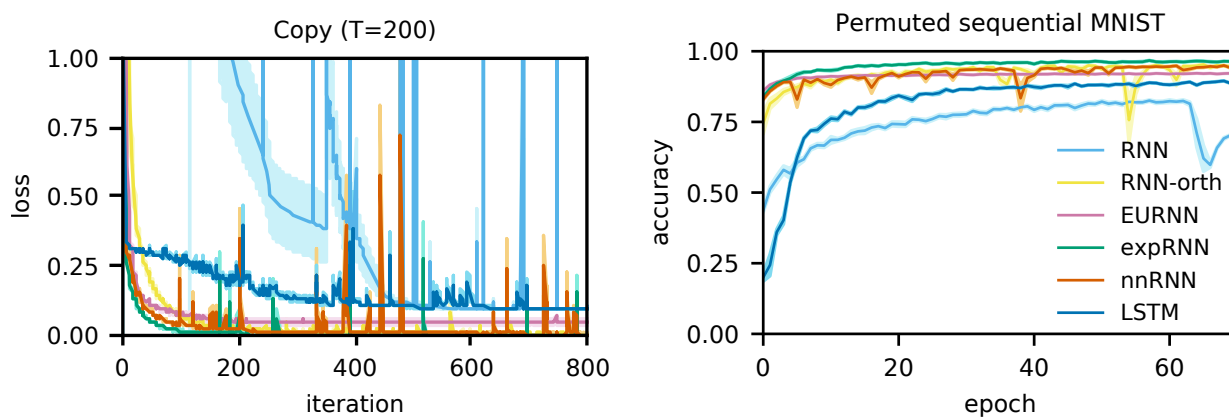 Copy (T=200)
loss
1.00
0.75
0.50
0.25
0.00
0 200 400 600 800
iteration
Permuted sequential MNIST
accuracy
1.00
0.75
0.50
0.25
0.00
0 20 40 60
epoch
RNN
RNN-orth
EURNN
expRNN
nnRNN
LSTM